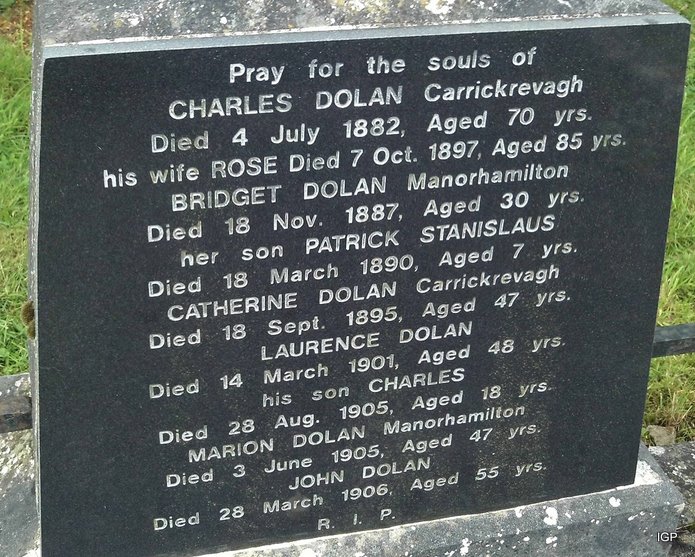 Pray for the souls of
CHARLES DOLAN Carrickrevagh
Died 4 July 1882, Aged 70 yrs.
his wife ROSE Died 7 Oct. 1897, Aged 85 yrs.
BRIDGET DOLAN Manorhamilton
Died 18 Nov. 1887, Aged 30 yrs.
her son PATRICK STANISLAUS
Died 18 March 1890, Aged 7 yrs.
CATHERINE DOLAN Carrickrevagh
Died 18 Sept. 1895, Aged 47 yrs.
LAURENCE DOLAN
Died 14 March 1901, Aged 48 yrs.
his son CHARLES
Died 28 Aug. 1905, Aged 18 yrs.
MARION DOLAN Manorhamilton
Died 3 June 1905, Aged 47 yrs.
JOHN DOLAN
Died 28 March 1906, Aged 55 yrs.
R. I. P.
IGP